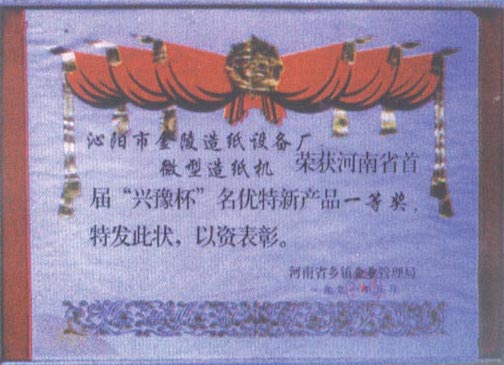 沁阳市金陵造纸设备厂
微型造纸机 荣获河南省首
届“兴豫杯”名优特新产品一等奖，
特发此状，以资表彰。
河南省乡镇企业管理局